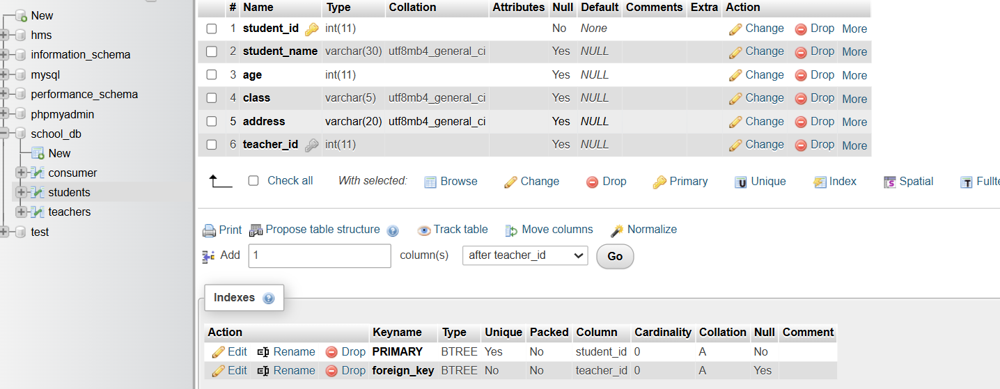 New
hms
information_schema
mysql
performance_schema
phpmyadmin
school_db
New
consumer
students
teachers
test
# Name Type Collation Attributes Null Default Comments Extra Action
1 student_id int(11) No None Change Drop More
2 student_name varchar(30) utf8mb4_general_ci Yes NULL Change Drop More
3 age int(11) Yes NULL Change Drop More
4 class varchar(5) utf8mb4_general_ci Yes NULL Change Drop More
5 address varchar(20) utf8mb4_general_ci Yes NULL Change Drop More
6 teacher_id int(11) Yes NULL Change Drop More
Check all With selected: Browse Change Drop Primary U Unique Index S Spatial T Fullte
Print Propose table structure ? Track table Move columns Normalize
Add 1 column(s) after teacher_id Go
Indexes ?
Action Keyname Type Unique Packed Column Cardinality Collation Null Comment
Edit Rename Drop PRIMARY BTREE Yes No student_id 0 A No
Edit Rename Drop foreign_key BTREE No No teacher_id 0 A Yes